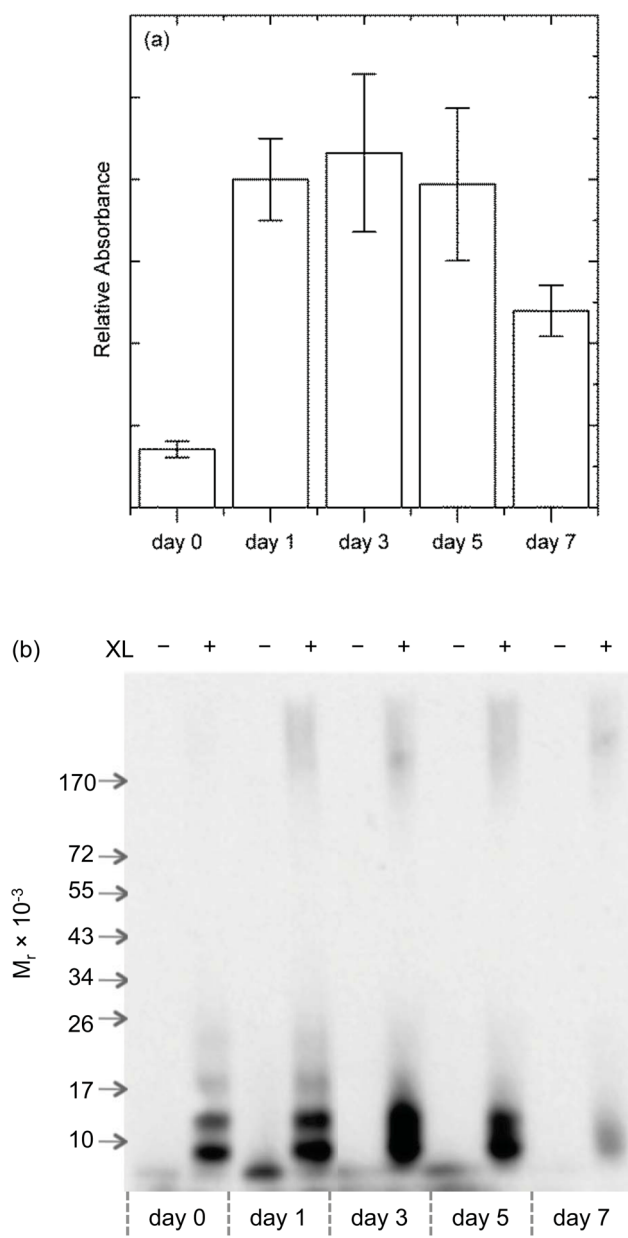 (a)
Relative Absorbance
day 0 day 1 day 3 day 5 day 7
(b) XL − + − + − + − + − +
170
72
55
43
34
26
17
10
Mᵣ × 10⁻³
day 0 day 1 day 3 day 5 day 7